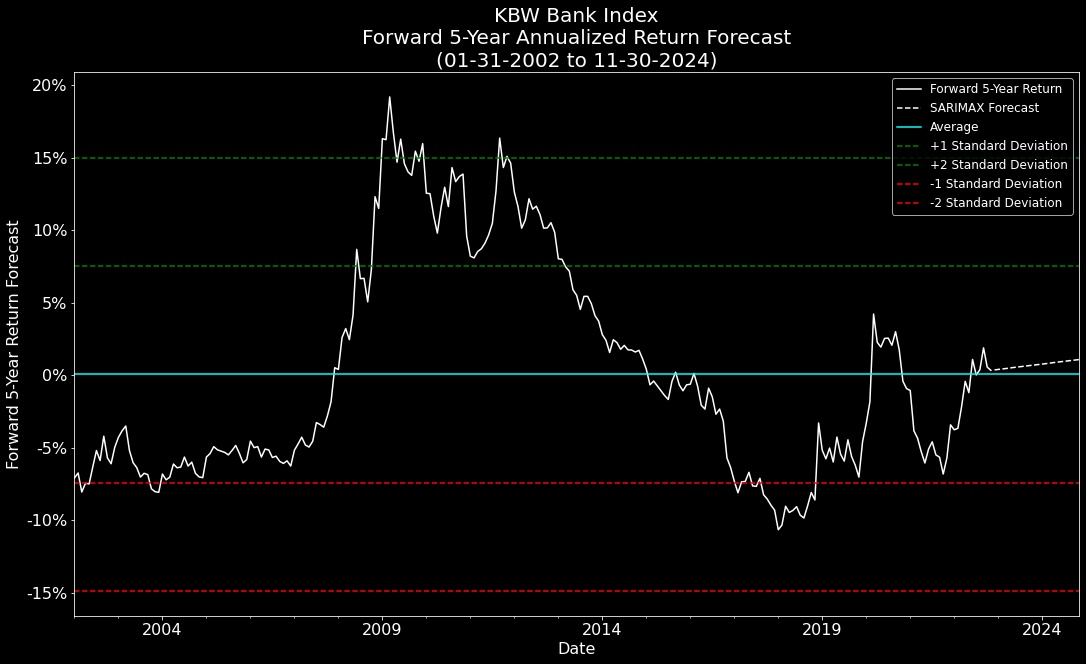 KBW Bank Index
Forward 5-Year Annualized Return Forecast
(01-31-2002 to 11-30-2024)
Forward 5-Year Return
SARIMAX Forecast
Average
+1 Standard Deviation
+2 Standard Deviation
-1 Standard Deviation
-2 Standard Deviation
Forward 5-Year Return Forecast
20%
15%
10%
5%
0%
-5%
-10%
-15%
2004
2009
2014
2019
2024
Date